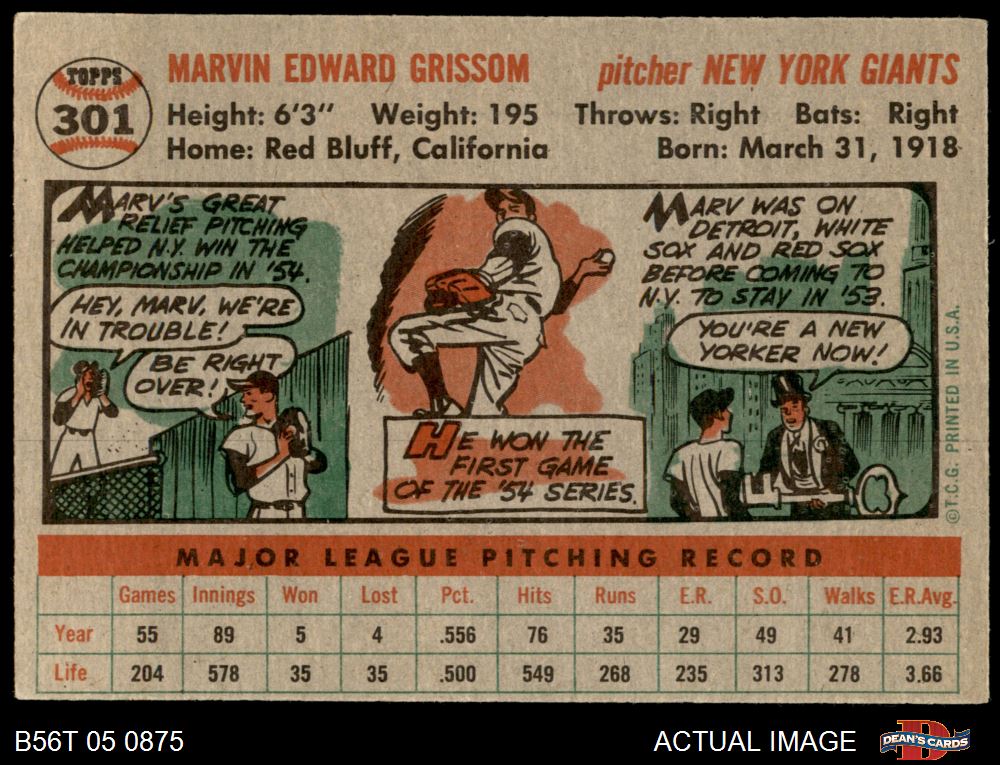 TOPPS
301
MARVIN EDWARD GRISSOM
pitcher NEW YORK GIANTS
Height: 6'3" Weight: 195 Throws: Right Bats: Right
Home: Red Bluff, California Born: March 31, 1918
MARV'S GREAT
RELIEF PITCHING
HELPED N.Y. WIN THE
CHAMPIONSHIP IN '54.
HEY, MARV, WE'RE
IN TROUBLE!
BE RIGHT
OVER!
HE WON THE
FIRST GAME
OF THE '54 SERIES.
MARV WAS ON
DETROIT, WHITE
SOX AND RED SOX
BEFORE COMING TO
N.Y. TO STAY IN '53.
YOU'RE A NEW
YORKER NOW!
©T.C.G. PRINTED IN U.S.A.
MAJOR LEAGUE PITCHING RECORD
Games Innings Won Lost Pct. Hits Runs E.R. S.O. Walks E.R.Avg.
Year 55 89 5 4 .556 76 35 29 49 41 2.93
Life 204 578 35 35 .500 549 268 235 313 278 3.66
B56T 05 0875
ACTUAL IMAGE
DEAN'S CARDS